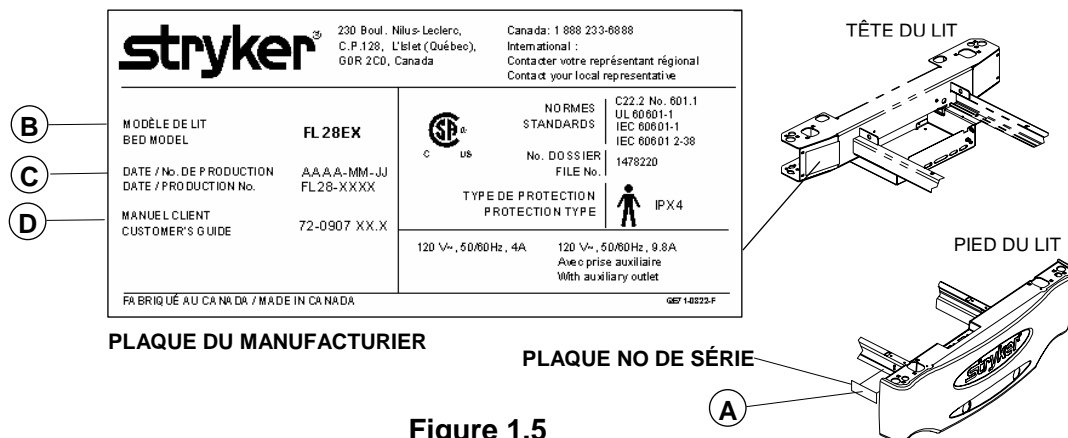 stryker®
230 Boul. Nilus-Leclerc,
C.P.128, L'Islet (Québec),
G0R 2C0, Canada
Canada: 1 888 233-6888
International :
Contacter votre représentant régional
Contact your local representative
TÊTE DU LIT
B
MODÈLE DE LIT
BED MODEL
FL28EX
C
DATE / No. DE PRODUCTION
DATE / PRODUCTION No.
AAAA-MM-JJ
FL28-XXXX
D
MANUEL CLIENT
CUSTOMER'S GUIDE
72-0907 XX.X
C US
NORMES
STANDARDS
C22.2 No. 601.1
UL 60601-1
IEC 60601-1
IEC 60601 2-38
No. DOSSIER
FILE No.
1478220
TYPE DE PROTECTION
PROTECTION TYPE
IPX4
120 V~, 50/60Hz, 4A
120 V~, 50/60Hz, 9.8A
Avec prise auxiliaire
With auxiliary outlet
FABRIQUÉ AU CANADA / MADE IN CANADA
PIED DU LIT
stryker
PLAQUE DU MANUFACTURIER
PLAQUE NO DE SÉRIE
A
Figure 1.5